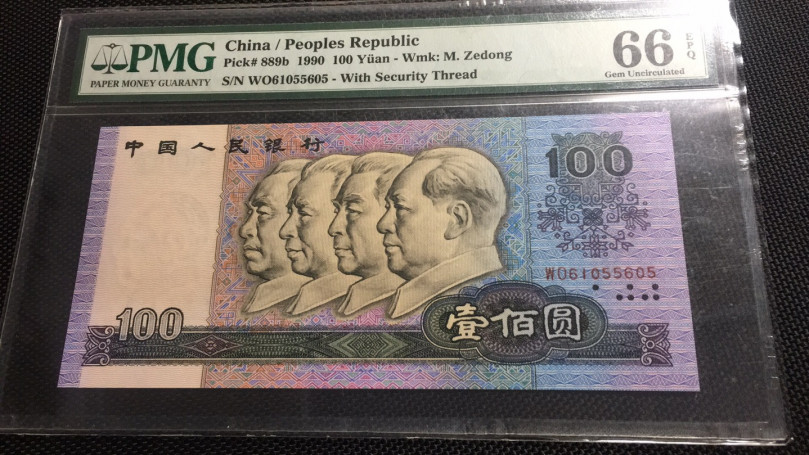 PMG
PAPER MONEY GUARANTY
China / Peoples Republic
Pick# 889b 1990 100 Yüan - Wmk: M. Zedong
S/N WO61055605 - With Security Thread
66 EPQ
Gem Uncirculated
中国人民银行
100
WO61055605
100
壹佰圆